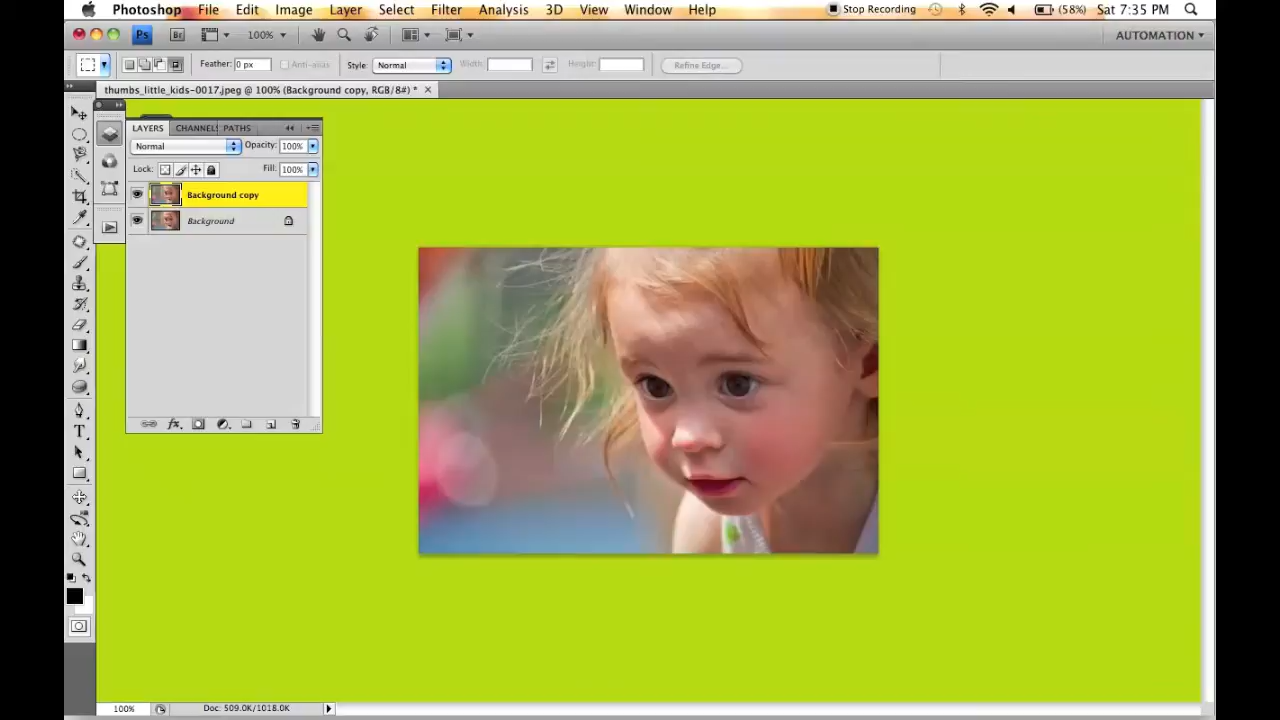 Photoshop File Edit Image Layer Select Filter Analysis 3D View Window Help Stop Recording (58%) Sat 7:35 PM
Ps Br 100% AUTOMATION
Feather: 0 px Anti-alias Style: Normal Width: Height: Refine Edge...
thumbs_little_kids-0017.jpeg @ 100% (Background copy, RGB/8#) *
LAYERS CHANNELS PATHS
Normal Opacity: 100%
Lock: Fill: 100%
Background copy
Background
100% Doc: 509.0K/1018.0K